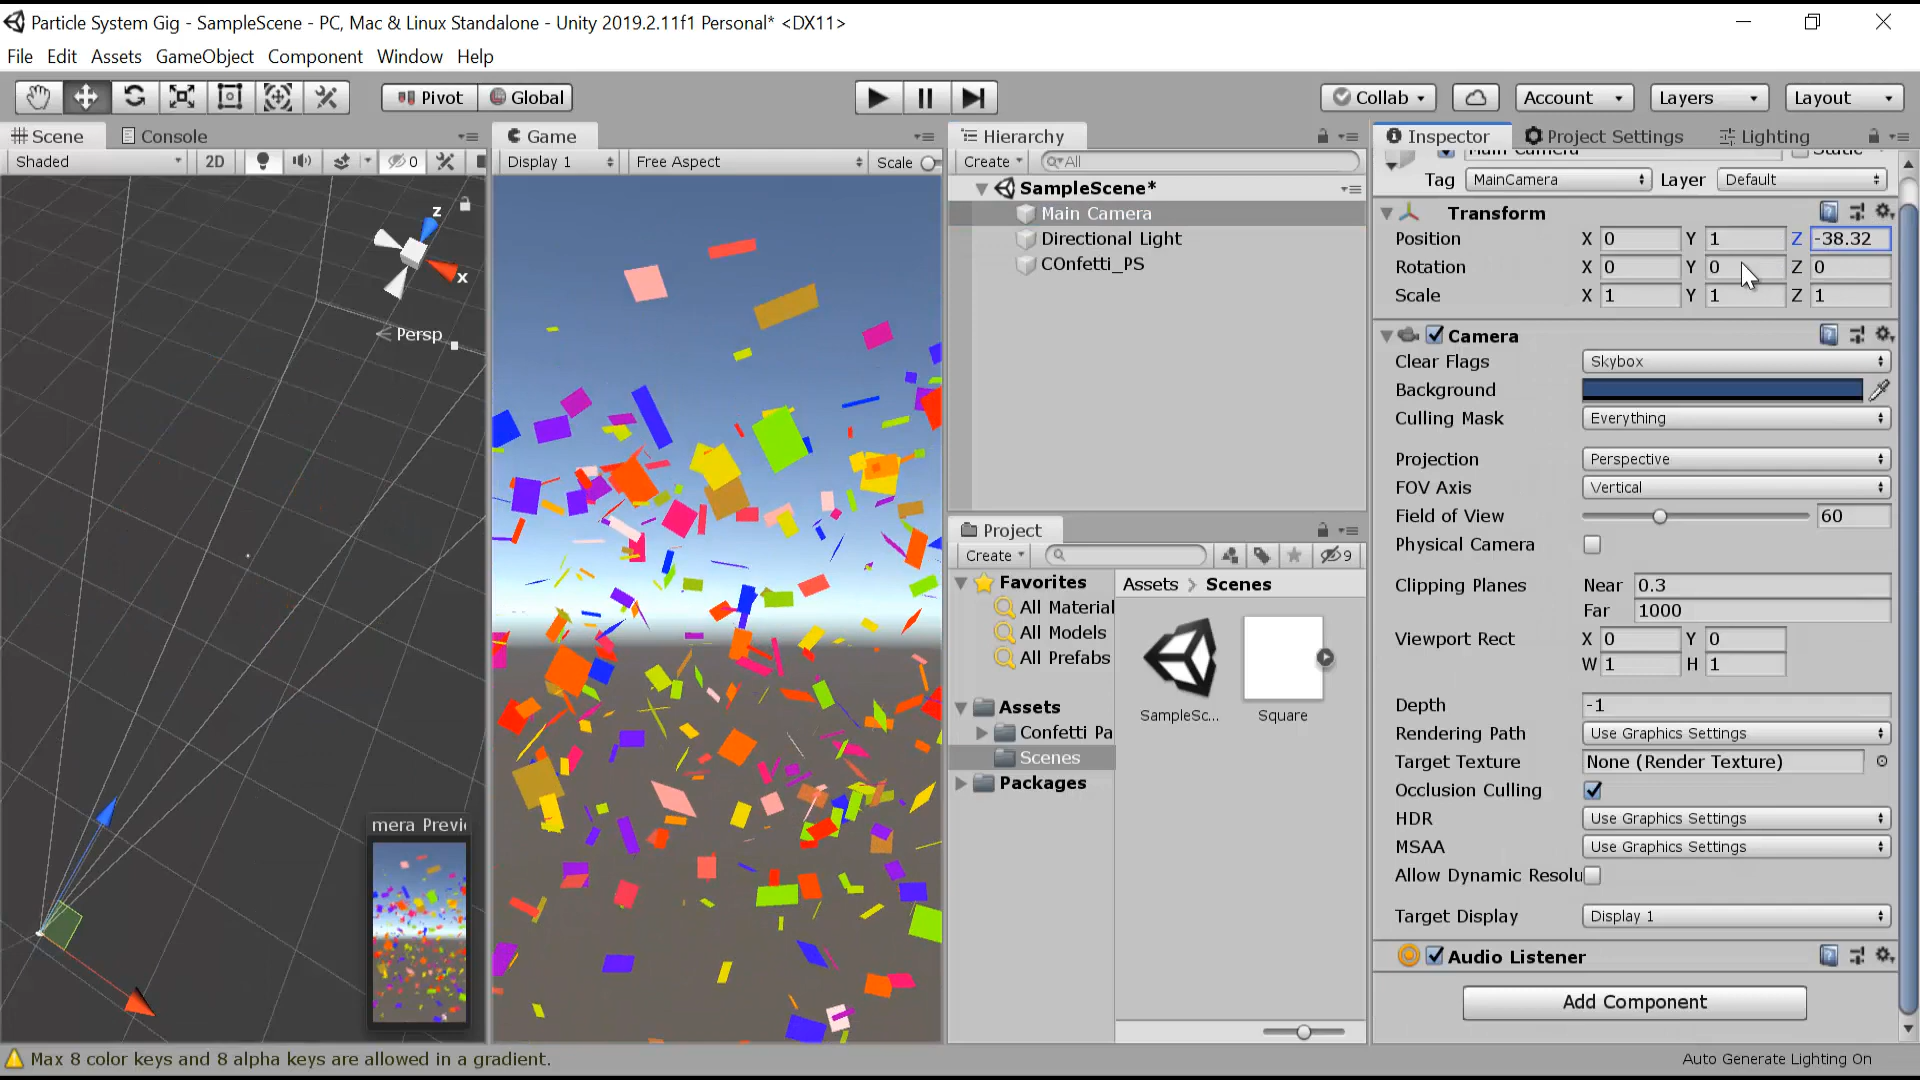 Particle System Gig - SampleScene - PC, Mac & Linux Standalone - Unity 2019.2.11f1 Personal* <DX11>
File Edit Assets GameObject Component Window Help
Pivot Global Collab Account Layers Layout
Scene Console
Shaded 2D 0
z
x
Persp
mera Previ
Game
Display 1 Free Aspect Scale
Hierarchy
Create All
SampleScene*
Main Camera
Directional Light
COnfetti_PS
Project
Create 9
Favorites
All Material
All Models
All Prefabs
Assets
Confetti Pa
Scenes
Packages
Assets > Scenes
SampleSc...
Square
Inspector Project Settings Lighting
Main Camera Static
Tag MainCamera Layer Default
Transform
Position X 0 Y 1 Z -38.32
Rotation X 0 Y 0 Z 0
Scale X 1 Y 1 Z 1
Camera
Clear Flags Skybox
Background
Culling Mask Everything
Projection Perspective
FOV Axis Vertical
Field of View 60
Physical Camera
Clipping Planes Near 0.3
Far 1000
Viewport Rect X 0 Y 0
W 1 H 1
Depth -1
Rendering Path Use Graphics Settings
Target Texture None (Render Texture)
Occlusion Culling
HDR Use Graphics Settings
MSAA Use Graphics Settings
Allow Dynamic Resolu
Target Display Display 1
Audio Listener
Add Component
Max 8 color keys and 8 alpha keys are allowed in a gradient.
Auto Generate Lighting On